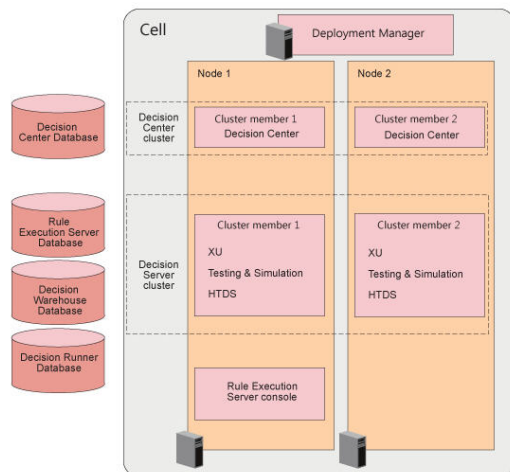 Cell
Deployment Manager
Node 1
Node 2
Decision
Center Database
Decision
Center
cluster
Cluster member 1
Decision Center
Cluster member 2
Decision Center
Rule
Execution Server
Database
Decision
Warehouse
Database
Decision Runner
Database
Decision
Server
cluster
Cluster member 1
XU
Testing & Simulation
HTDS
Cluster member 2
XU
Testing & Simulation
HTDS
Rule Execution
Server console